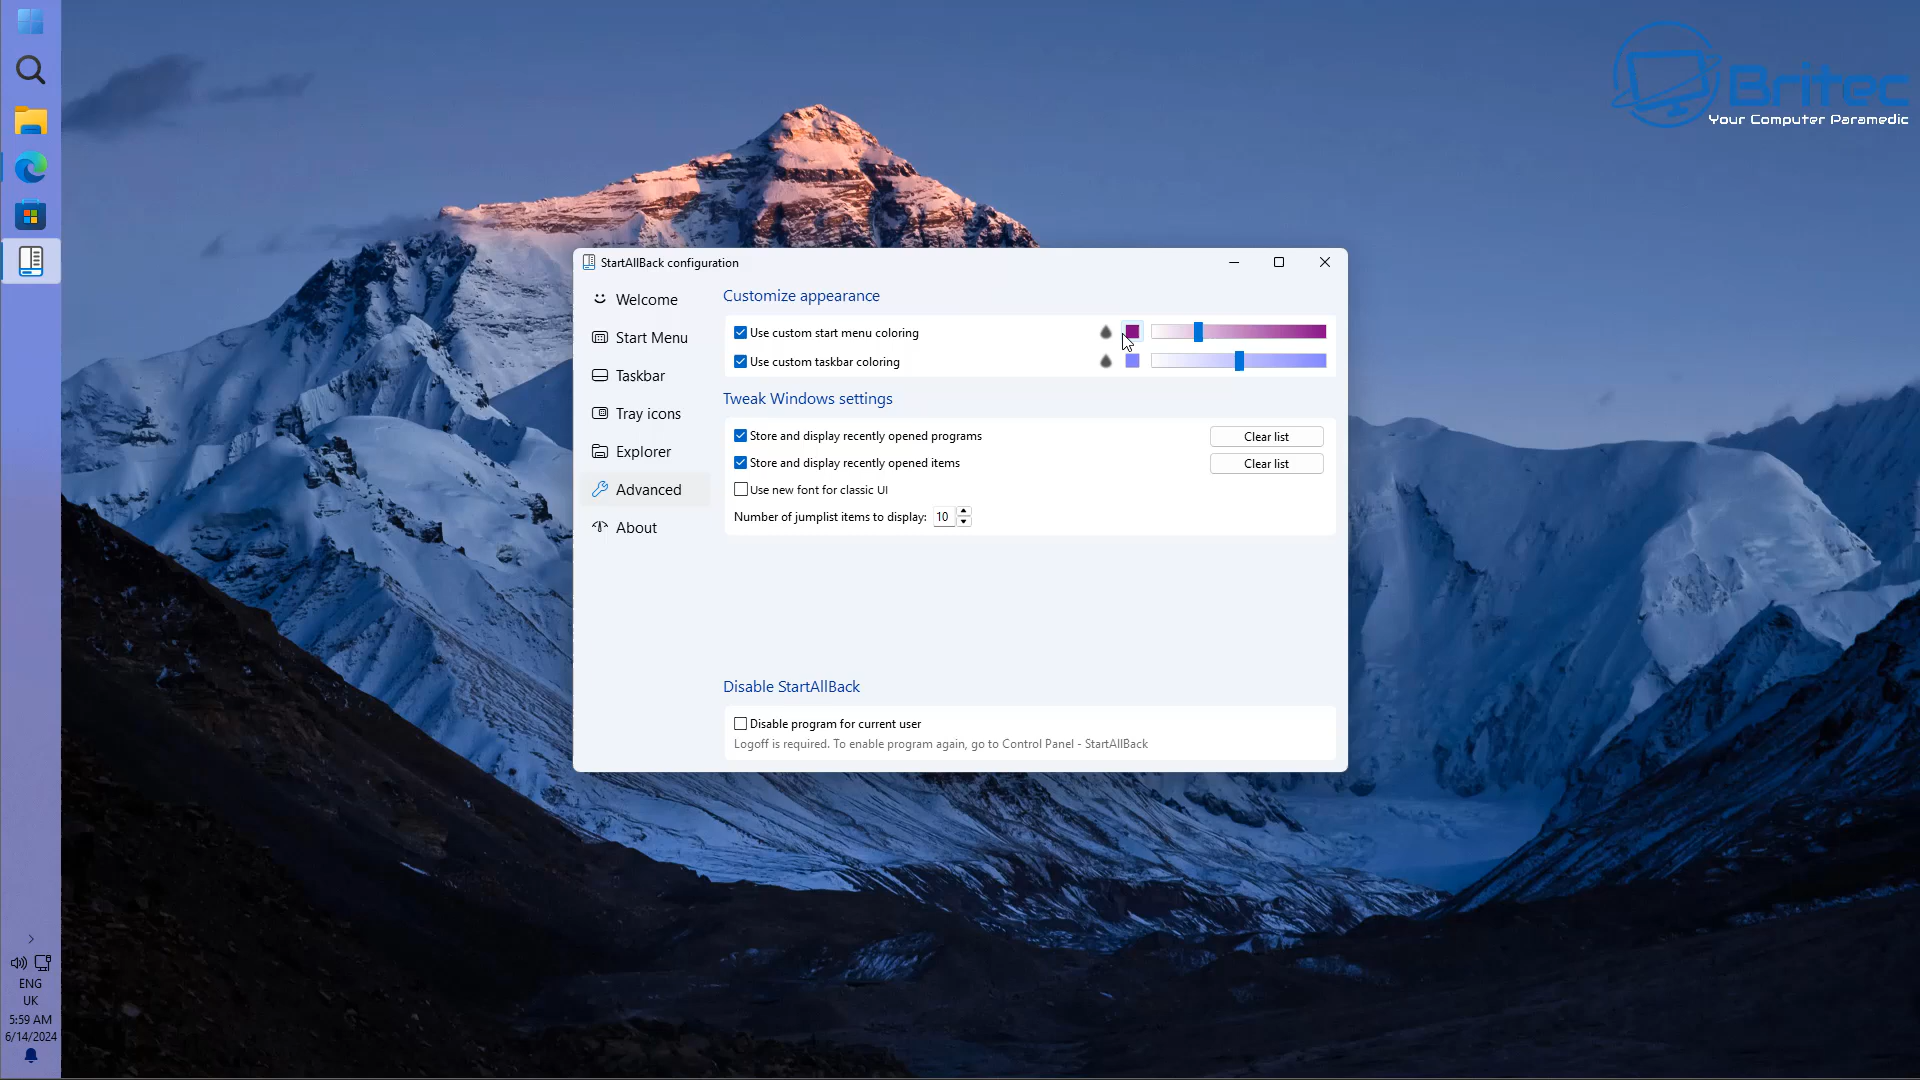 Britec
Your Computer Paramedic
StartAllBack configuration
Welcome
Start Menu
Taskbar
Tray icons
Explorer
Advanced
About
Customize appearance
Use custom start menu coloring
Use custom taskbar coloring
Tweak Windows settings
Store and display recently opened programs
Clear list
Store and display recently opened items
Clear list
Use new font for classic UI
Number of jumplist items to display: 10
Disable StartAllBack
Disable program for current user
Logoff is required. To enable program again, go to Control Panel - StartAllBack
ENG
UK
5:59 AM
6/14/2024